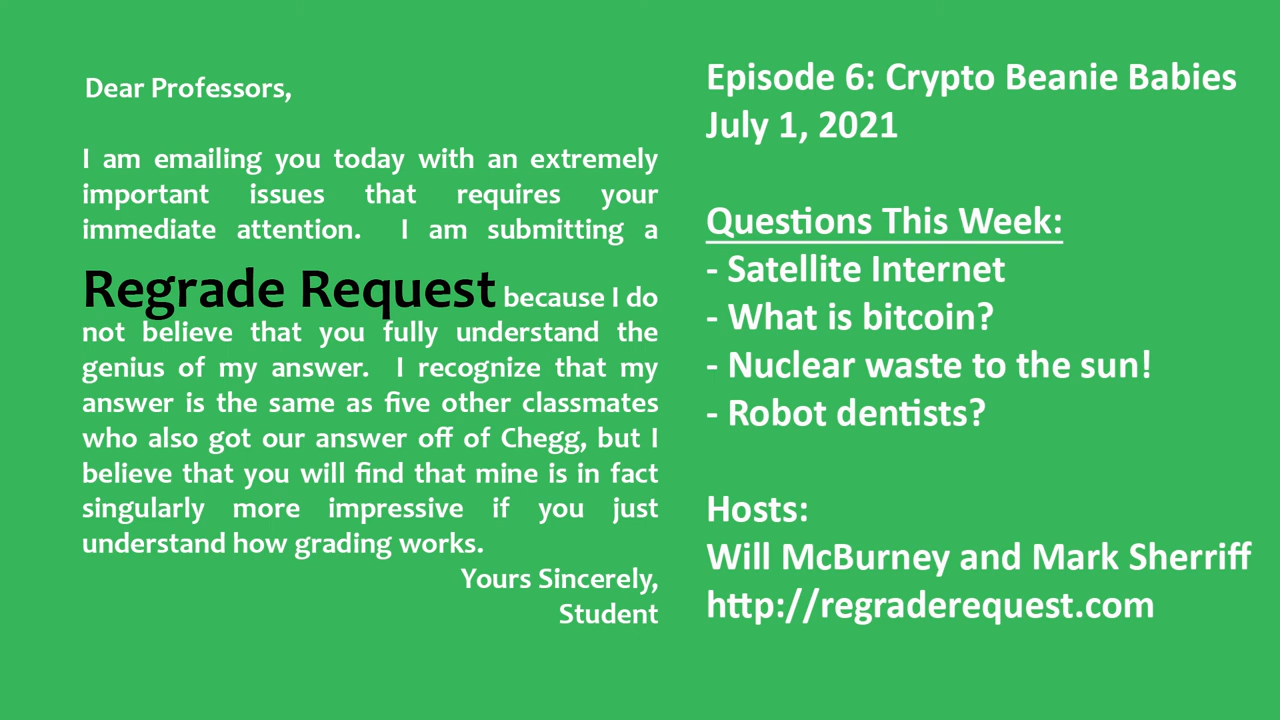 Dear Professors,
I am emailing you today with an extremely
important issues that requires your
immediate attention. I am submitting a
Regrade Request because I do
not believe that you fully understand the
genius of my answer. I recognize that my
answer is the same as five other classmates
who also got our answer off of Chegg, but I
believe that you will find that mine is in fact
singularly more impressive if you just
understand how grading works.
Yours Sincerely,
Student
Episode 6: Crypto Beanie Babies
July 1, 2021
Questions This Week:
- Satellite Internet
- What is bitcoin?
- Nuclear waste to the sun!
- Robot dentists?
Hosts:
Will McBurney and Mark Sherriff
http://regraderequest.com